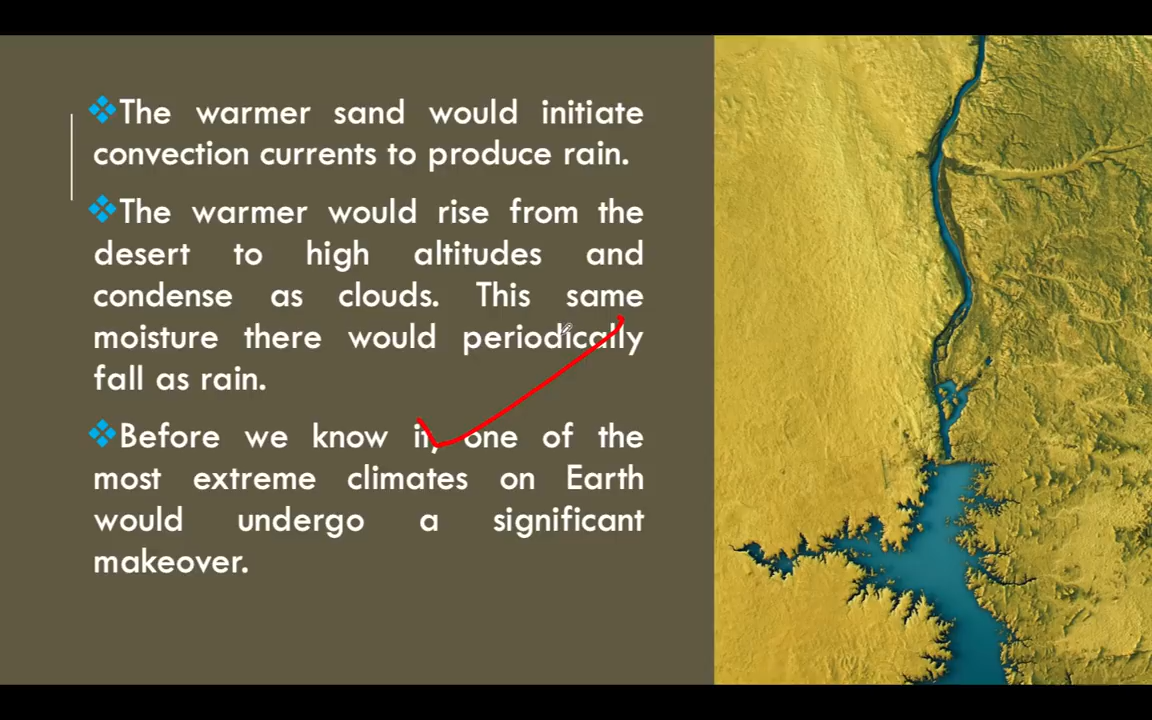 ❖The warmer sand would initiate
convection currents to produce rain.
❖The warmer would rise from the
desert to high altitudes and
condense as clouds. This same
moisture there would periodically
fall as rain.
❖Before we know it, one of the
most extreme climates on Earth
would undergo a significant
makeover.